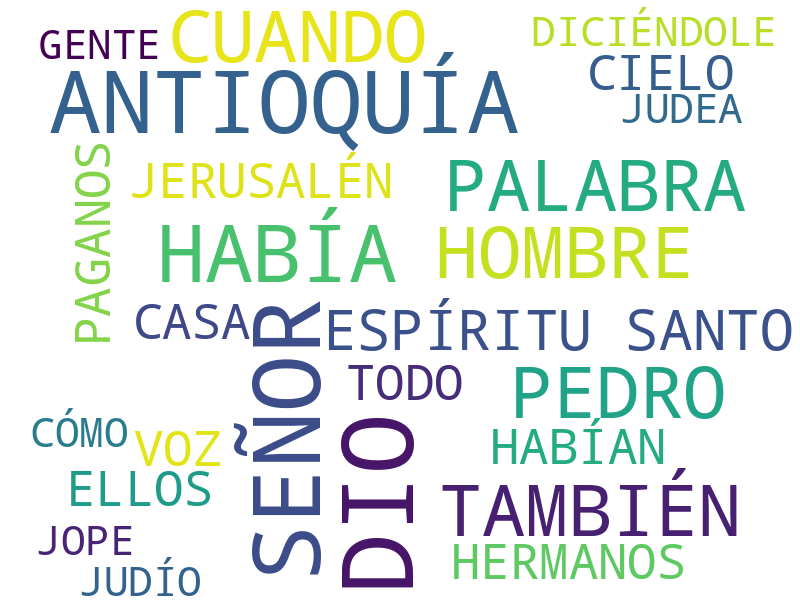 GENTE
CUANDO
DICIÉNDOLE
ANTIOQUÍA
CIELO
JUDEA
PAGANOS
JERUSALÉN
PALABRA
HABÍA
HOMBRE
CASA
SEÑOR
ESPÍRITU SANTO
TODO
PEDRO
DIO
CÓMO
VOZ
HABÍAN
ELLOS
TAMBIÉN
JOPE
HERMANOS
JUDÍO